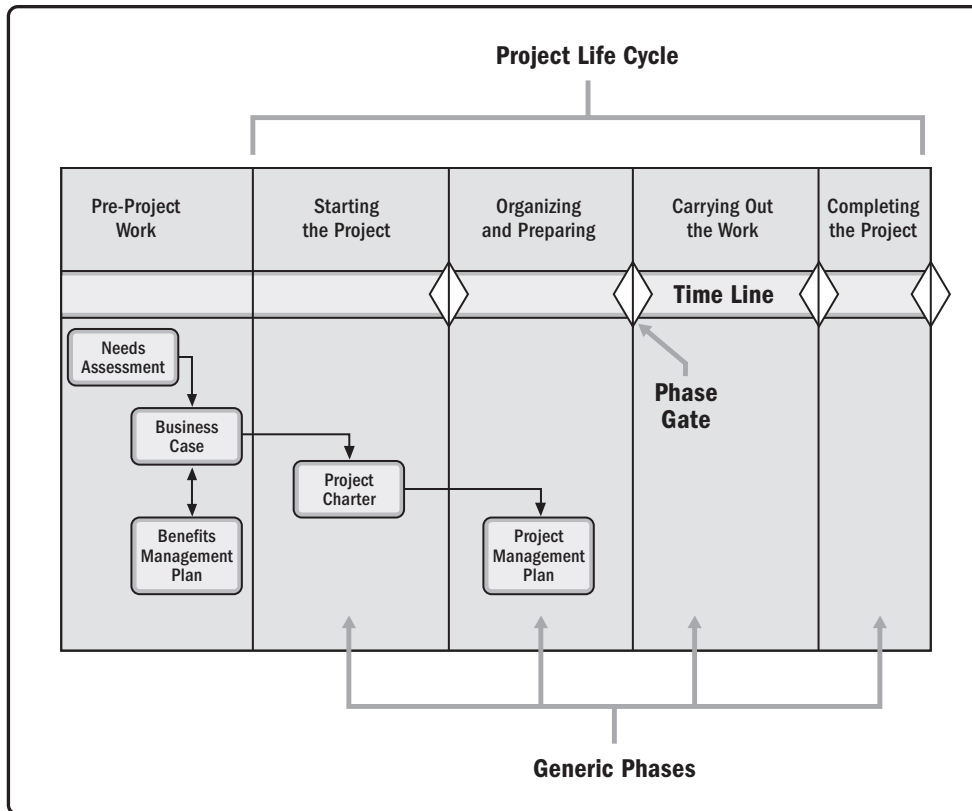 Project Life Cycle
Pre-Project
Work
Starting
the Project
Organizing
and Preparing
Carrying Out
the Work
Completing
the Project
Time Line
Needs
Assessment
Business
Case
Benefits
Management
Plan
Project
Charter
Project
Management
Plan
Phase
Gate
Generic Phases